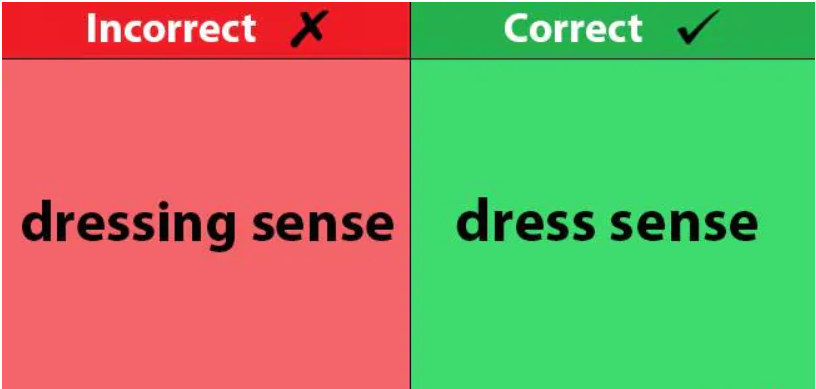 Incorrect ✗
Correct ✓
dressing sense
dress sense